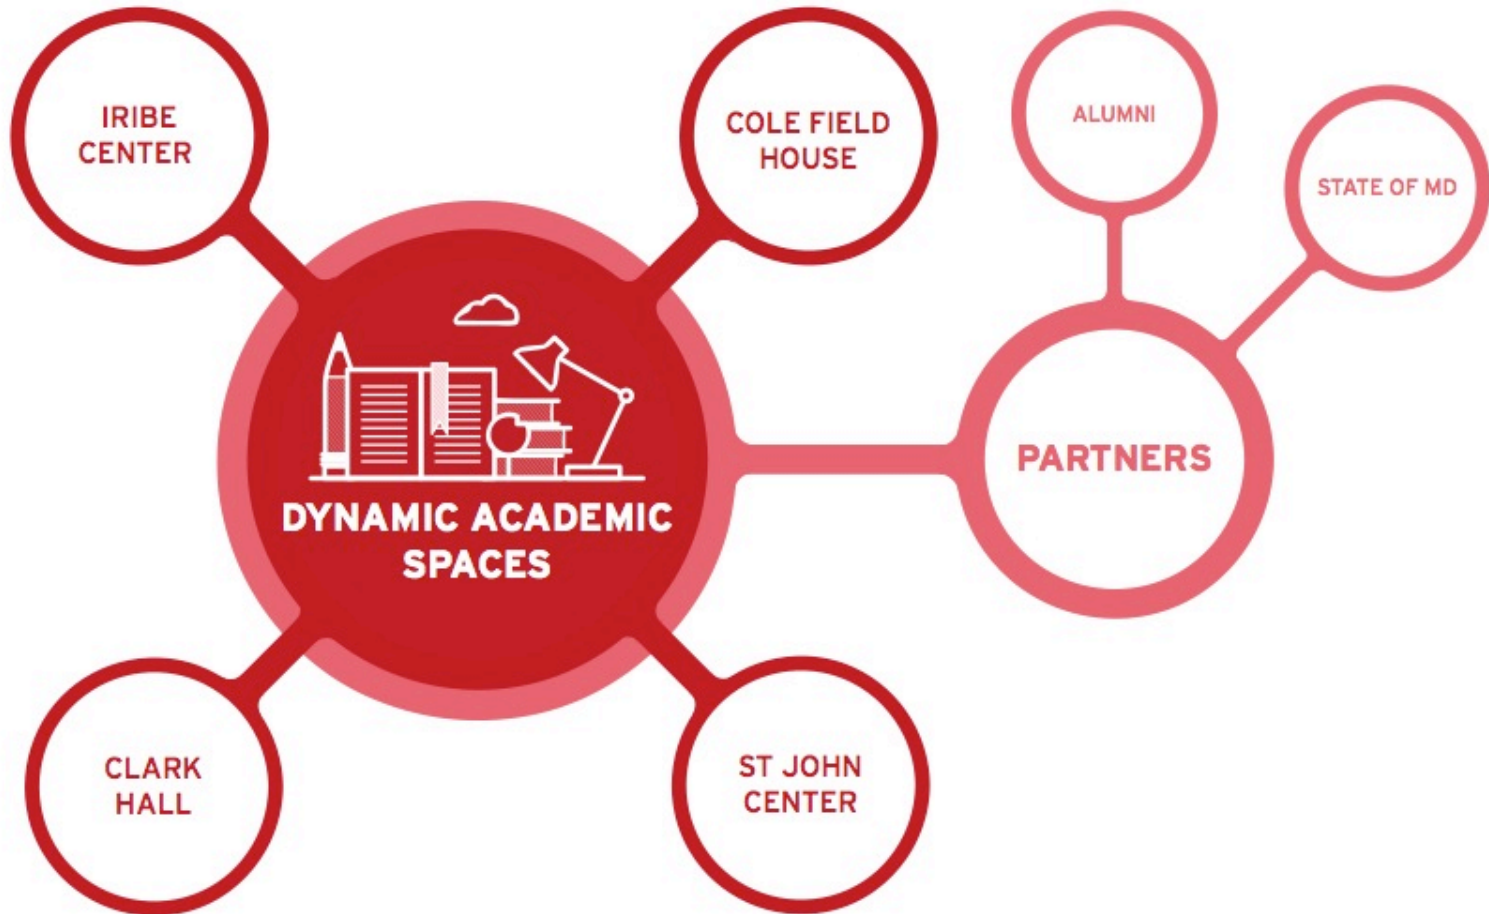 IRIBE
CENTER
COLE FIELD
HOUSE
ALUMNI
STATE OF MD
DYNAMIC ACADEMIC
SPACES
PARTNERS
CLARK
HALL
ST JOHN
CENTER